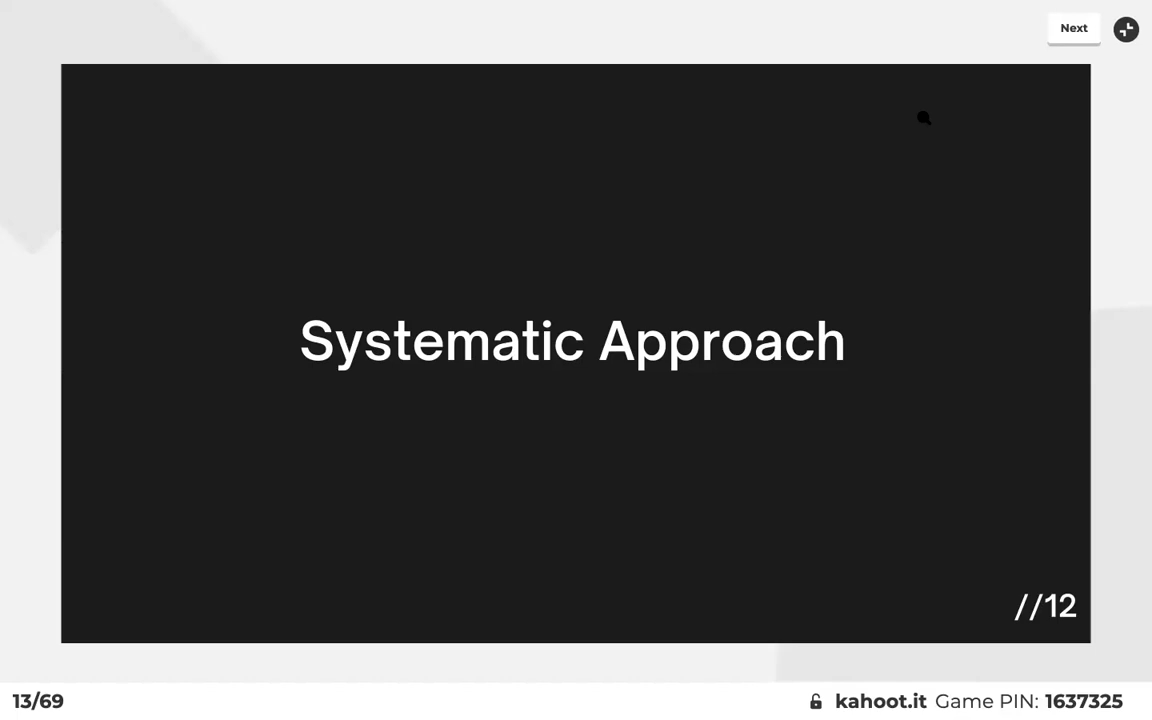 Next
Systematic Approach
//12
13/69
kahoot.it Game PIN: 1637325